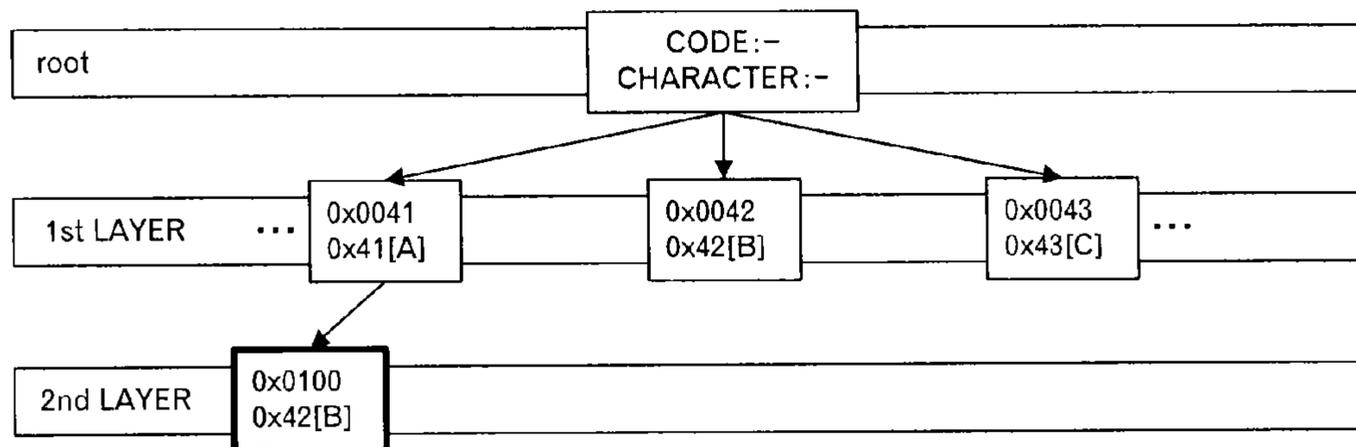 root
CODE:–
CHARACTER:–
1st LAYER
...
0x0041
0x41[A]
0x0042
0x42[B]
0x0043
0x43[C]
...
2nd LAYER
0x0100
0x42[B]